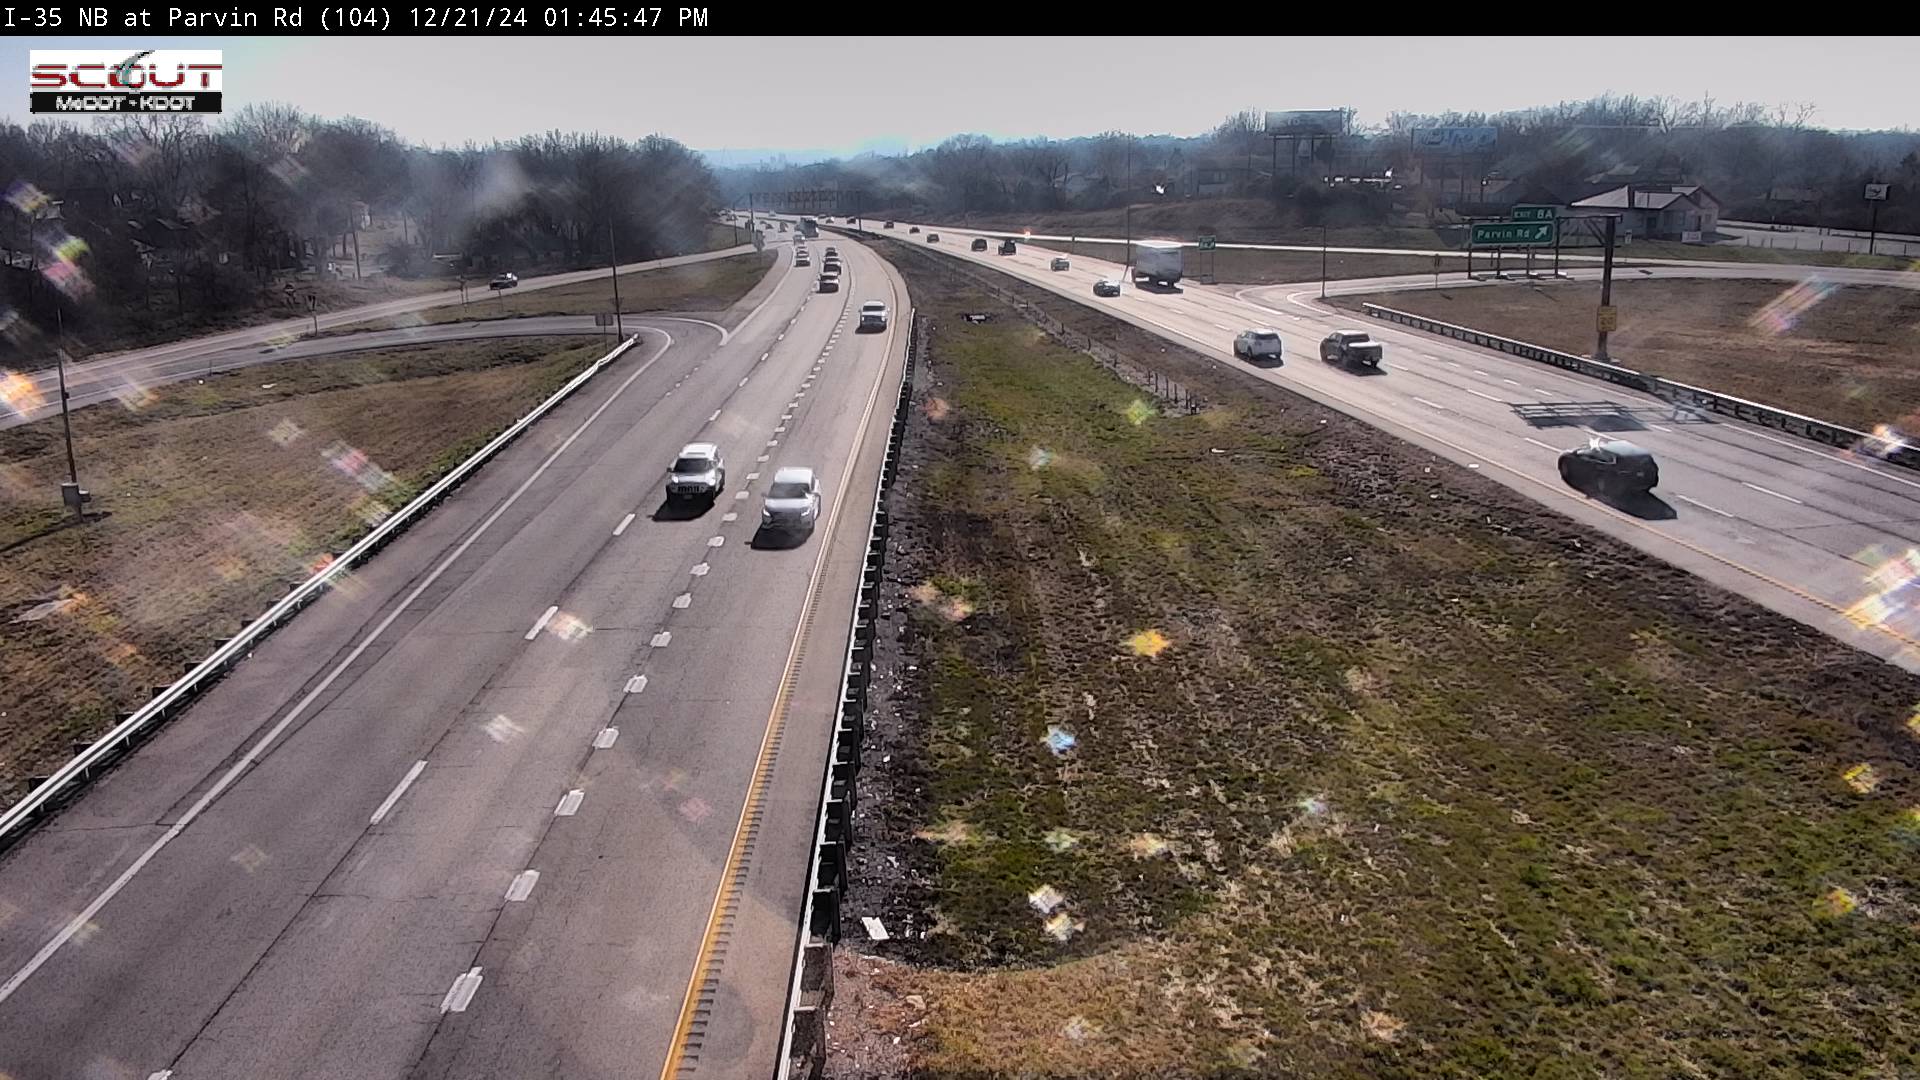 I-35 NB at Parvin Rd (104) 12/21/24 01:45:47 PM
SCOUT
MoDOT - KDOT
EXIT 8A
Parvin Rd